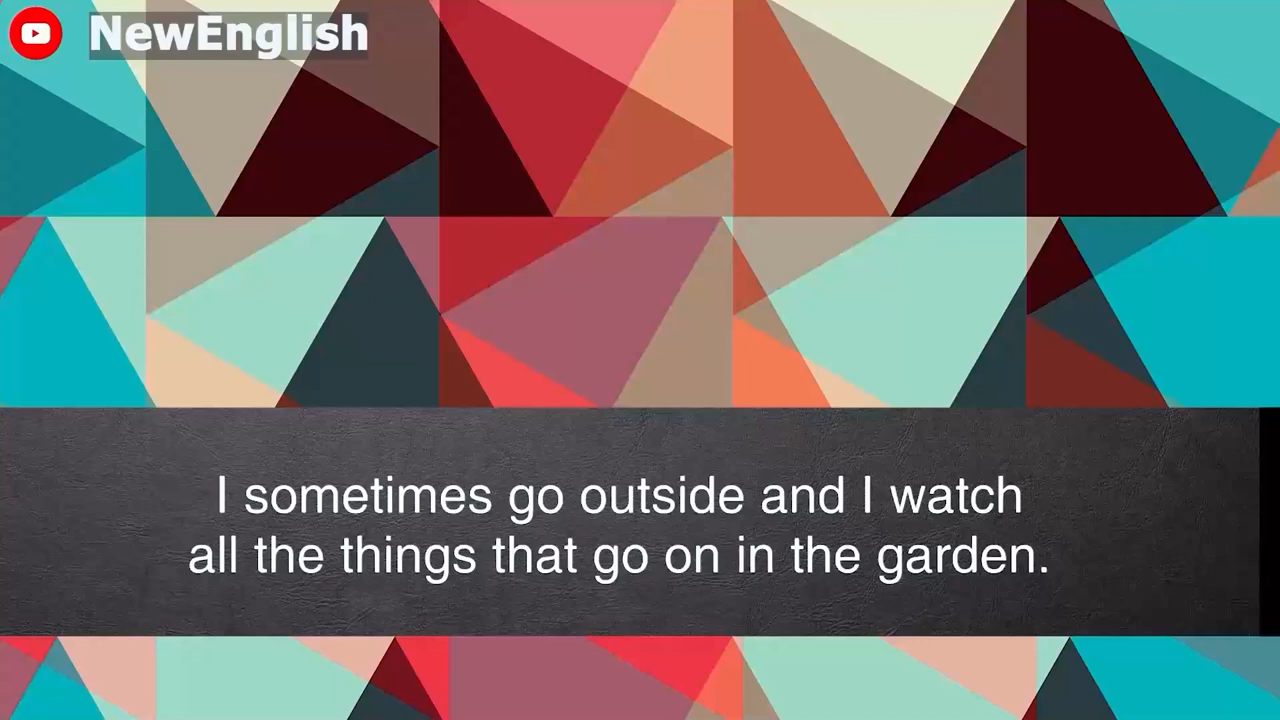 NewEnglish
I sometimes go outside and I watch
all the things that go on in the garden.